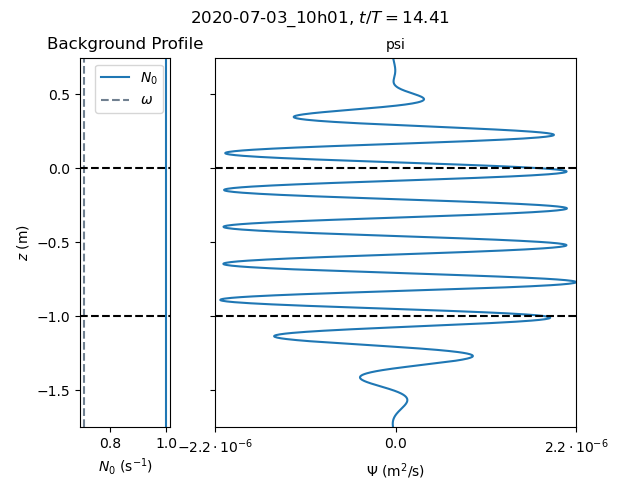 2020-07-03_10h01, t/T = 14.41
Background Profile
psi
N₀
ω
0.5
0.0
−0.5
−1.0
−1.5
z (m)
0.8
1.0
−2.2 · 10⁻⁶
0.0
2.2 · 10⁻⁶
N₀ (s⁻¹)
Ψ (m²/s)